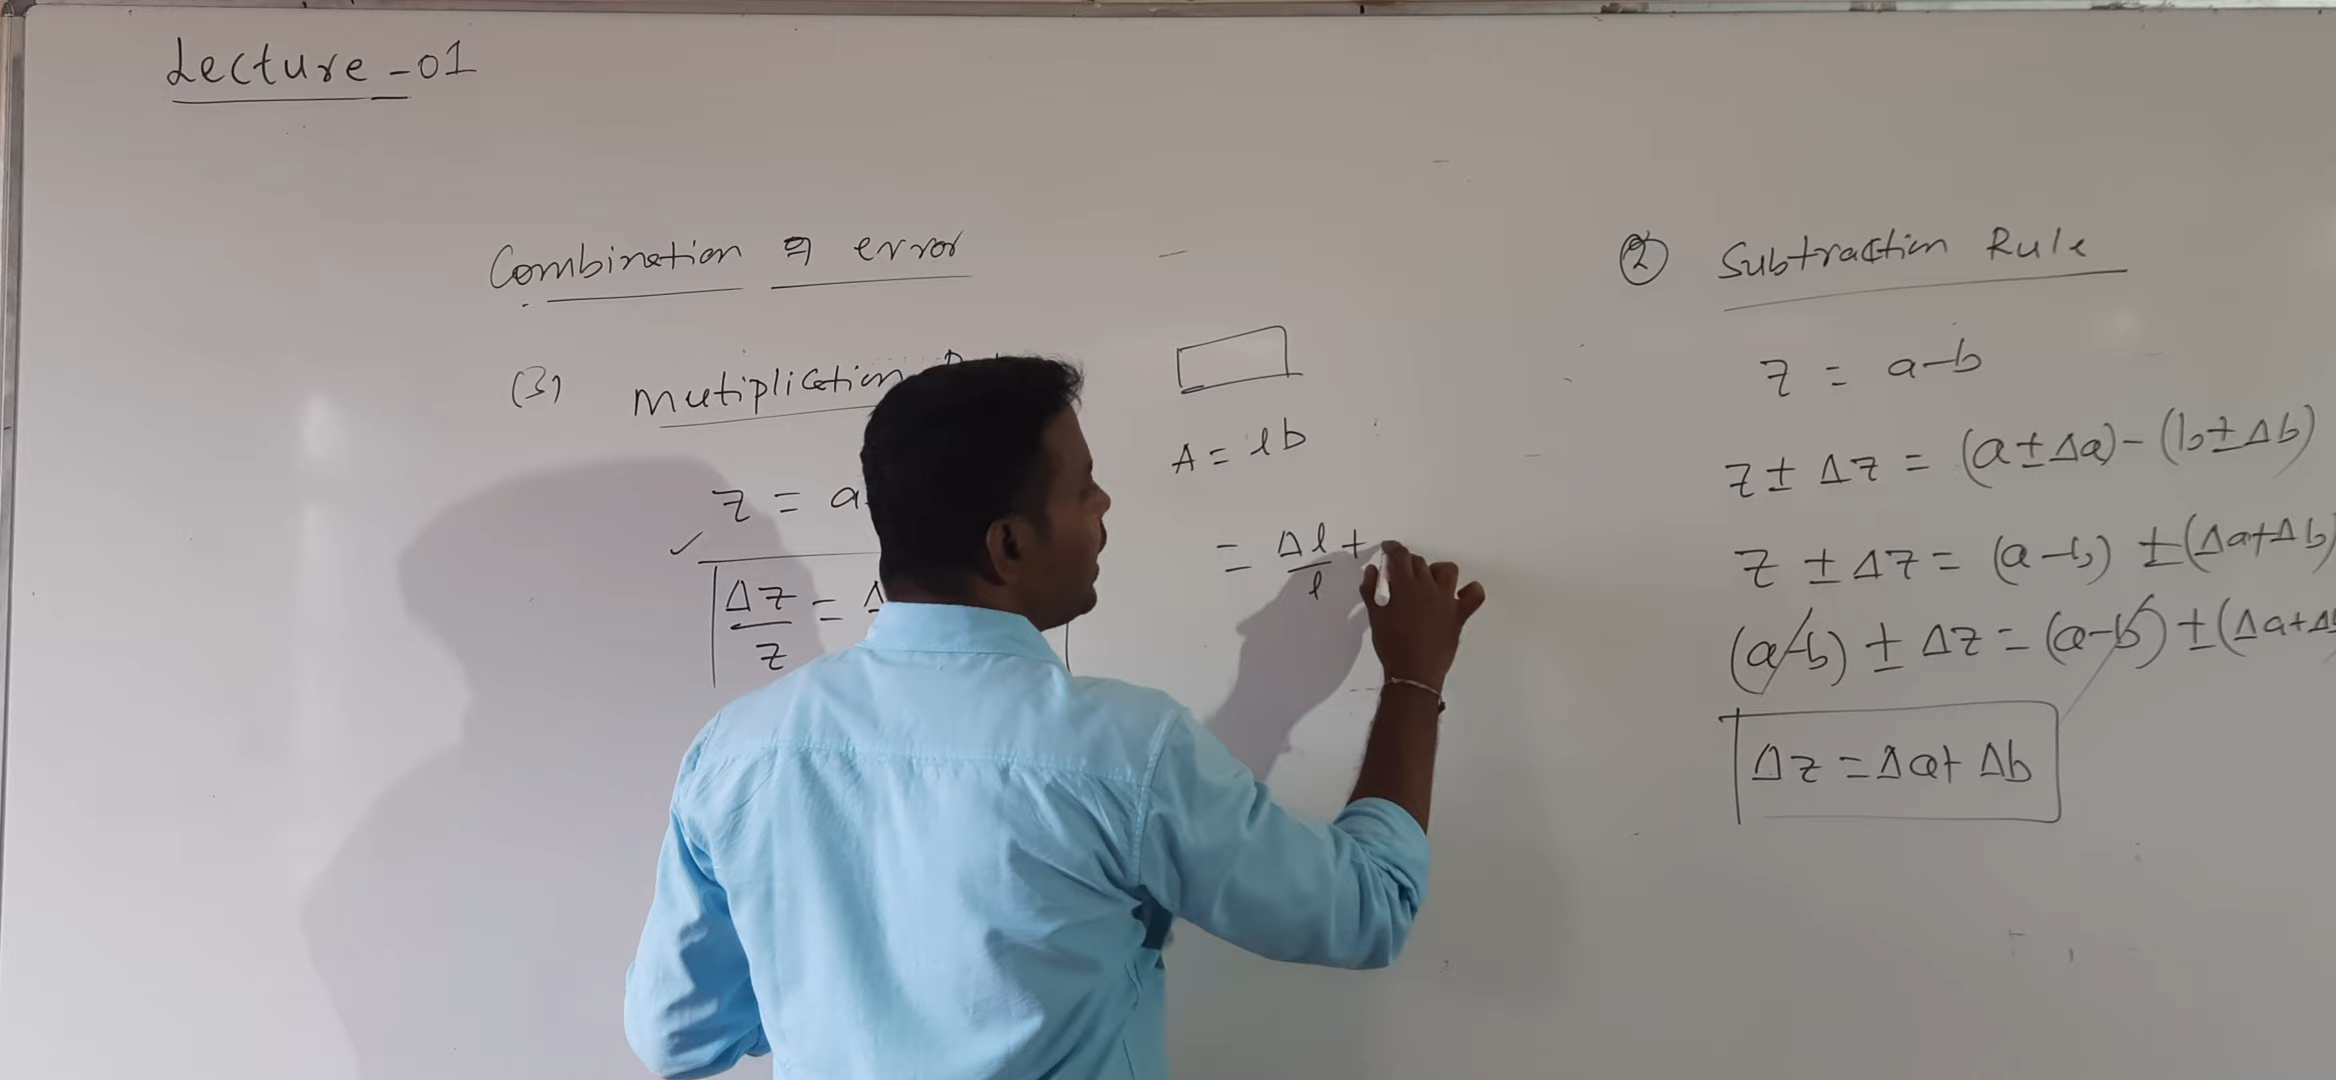 Lecture - 01
Combination of error
(3) Mutiplication
z = a
Δz/z = Δ
A = lb
= Δl/l +
② Subtraction Rule
z = a-b
z ± Δz = (a ± Δa) - (b ± Δb)
z ± Δz = (a-b) ± (Δa+Δb)
(a-b) ± Δz = (a-b) ± (Δa+Δ
Δz = Δa + Δb